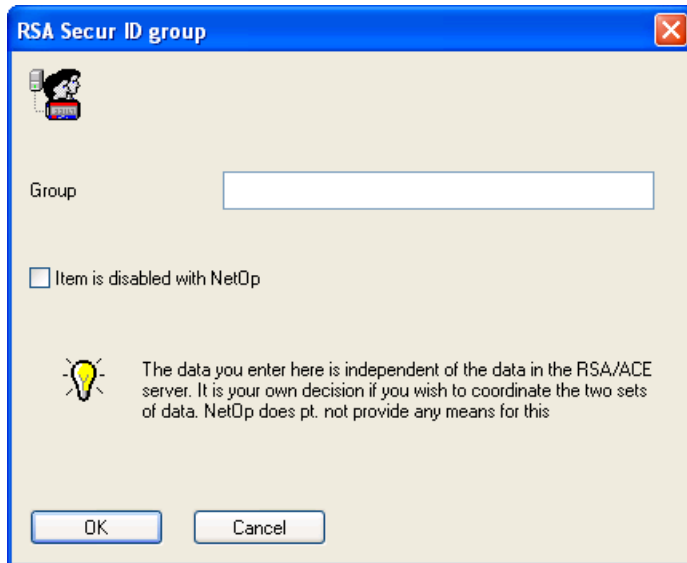 RSA Secur ID group
Group
Item is disabled with NetOp
The data you enter here is independent of the data in the RSA/ACE
server. It is your own decision if you wish to coordinate the two sets
of data. NetOp does pt. not provide any means for this
OK
Cancel